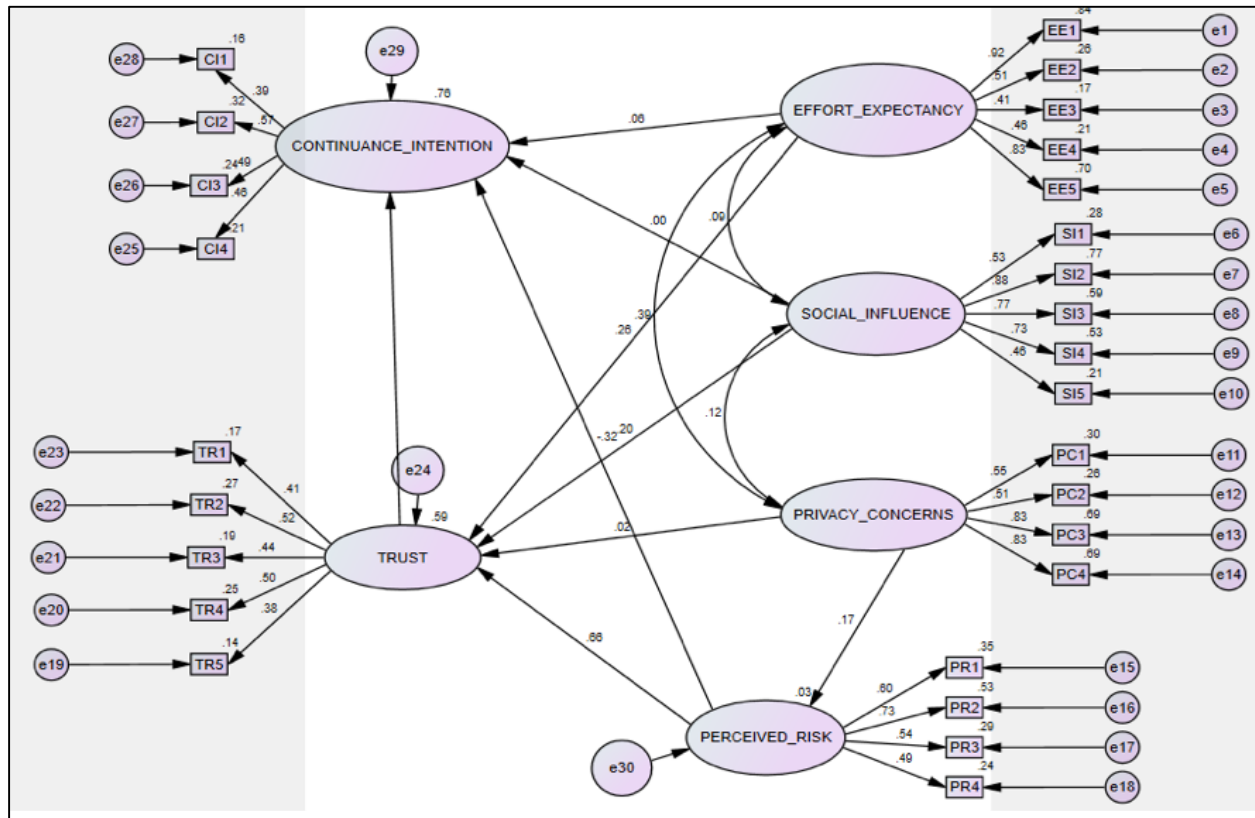 .84
.16
e28
CI1
e29
EE1
e1
.39
.76
.92
.26
.32
.51
EE2
e2
e27
CI2
.57
EFFORT_EXPECTANCY
.17
.41
EE3
e3
CONTINUANCE_INTENTION
.06
.46
.21
.24
.49
.83
EE4
e4
e26
CI3
.46
.70
EE5
e5
.21
.28
e25
CI4
.00
.09
SI1
e6
.53
.77
.88
SI2
e7
.59
SOCIAL_INFLUENCE
.77
SI3
e8
.26
.39
.73
.53
SI4
e9
.46
.21
SI5
e10
.12
-.32
.20
.17
.30
e23
TR1
e24
PC1
e11
.41
.55
.26
.27
.51
PC2
e12
e22
TR2
.52
.59
PRIVACY_CONCERNS
.69
.83
PC3
e13
.19
.02
.83
.69
e21
TR3
.44
TRUST
PC4
e14
.50
.25
e20
TR4
.38
.17
.14
.66
.35
e19
TR5
PR1
e15
.03
.60
.53
.73
PR2
e16
PERCEIVED_RISK
.29
.54
PR3
e17
e30
.49
.24
PR4
e18